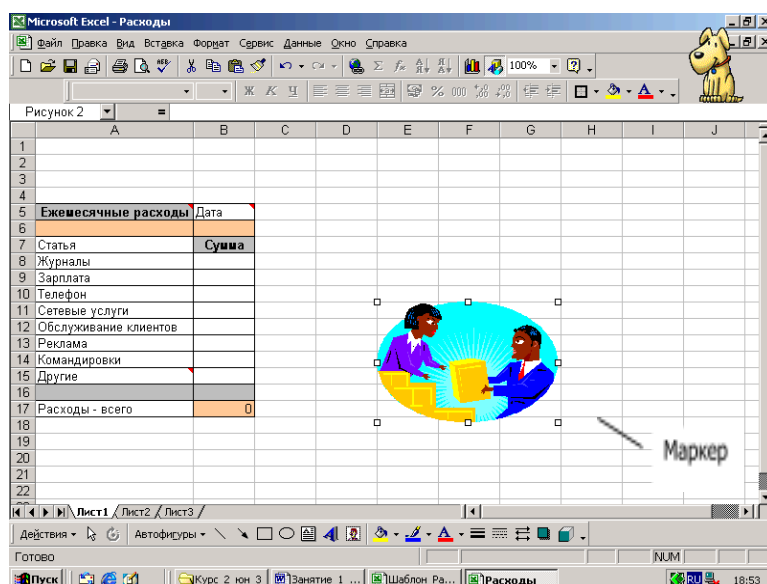 Microsoft Excel - Расходы
Файл Правка Вид Вставка Формат Сервис Данные Окно Справка
100%
Ж К Ч % 000
Рисунок 2 =
A B C D E F G H I J
1
2
3
4
5 Ежемесячные расходы Дата
6
7 Статья Сумма
8 Журналы
9 Зарплата
10 Телефон
11 Сетевые услуги
12 Обслуживание клиентов
13 Реклама
14 Командировки
15 Другие
16
17 Расходы - всего 0
18
19
20
21
22
Маркер
Лист1 Лист2 Лист3
Действия Автофигуры
Готово NUM
Пуск Курс 2 юн 3 Занятие 1 ... Шаблон Ра... Расходы RU 18:53